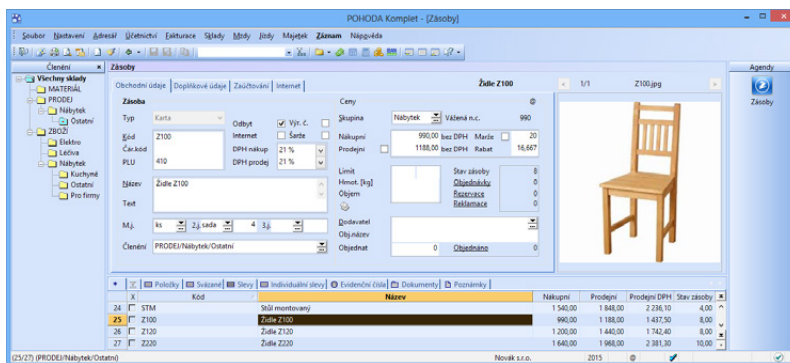 POHODA Komplet - [Zásoby]
Soubor Nastavení Adresář Účetnictví Fakturace Sklady Mzdy Jízdy Majetek Záznam Nápověda
Členění
Všechny sklady
MATERIÁL
PRODEJ
Nábytek
Ostatní
ZBOŽÍ
Elektro
Léčiva
Nábytek
Kuchyně
Ostatní
Pro firmy
Zásoby
Obchodní údaje Doplňkové údaje Zaúčtování Internet Židle Z100
Zásoba
Typ Karta
Kód Z100
Čár.kód
PLU 410
Odbyt Výr. č.
Internet Šarže
DPH nákup 21 %
DPH prodej 21 %
Název Židle Z100
Text
M.j. ks 2.j. sada 4 3.j.
Členění PRODEJ/Nábytek/Ostatní
Ceny @
Skupina Nábytek Vážená n.c. 990
Nákupní 990,00 bez DPH Marže 20
Prodejní 1188,00 bez DPH Rabat 16,667
Limit Stav zásoby 8
Hmot. [kg] Objednávky 0
Objem Rezervace 0
Reklamace 0
Dodavatel
Obj.název
Objednat 0 Objednáno 0
1/1 Z100.jpg
Agendy
Zásoby
Položky Svázané Slevy Individuální slevy Evidenční čísla Dokumenty Poznámky
X Kód Název Nákupní Prodejní Prodejní DPH Stav zásoby
24 STM Stůl montovaný 1 540,00 1 848,00 2 236,10 4,00
25 Z100 Židle Z100 990,00 1 188,00 1 437,50 8,00
26 Z120 Židle Z120 1 200,00 1 440,00 1 742,40 8,00
27 Z220 Židle Z220 1 640,00 1 968,00 2 381,30 10,00
(25/27) (PRODEJ/Nábytek/Ostatní) Novák s.r.o. 2015 @